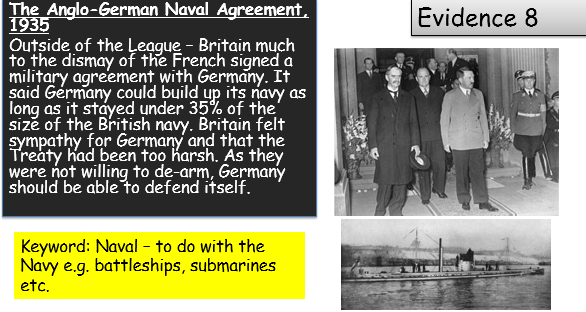 The Anglo-German Naval Agreement,
1935
Outside of the League – Britain much
to the dismay of the French signed a
military agreement with Germany. It
said Germany could build up its navy as
long as it stayed under 35% of the
size of the British navy. Britain felt
sympathy for Germany and that the
Treaty had been too harsh. As they
were not willing to de-arm, Germany
should be able to defend itself.
Evidence 8
Keyword: Naval – to do with the
Navy e.g. battleships, submarines
etc.